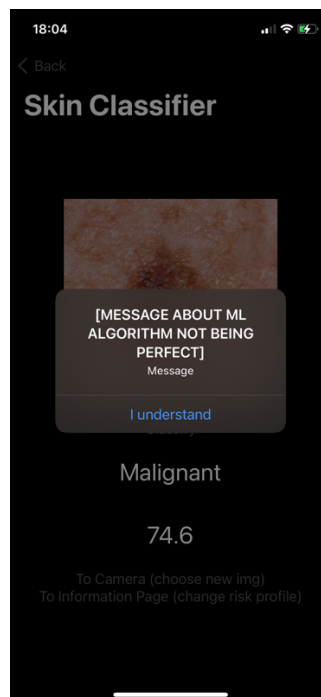 18:04
Back
Skin Classifier
[MESSAGE ABOUT ML
ALGORITHM NOT BEING
PERFECT]
Message
I understand
Malignant
74.6
To Camera (choose new img)
To Information Page (change risk profile)